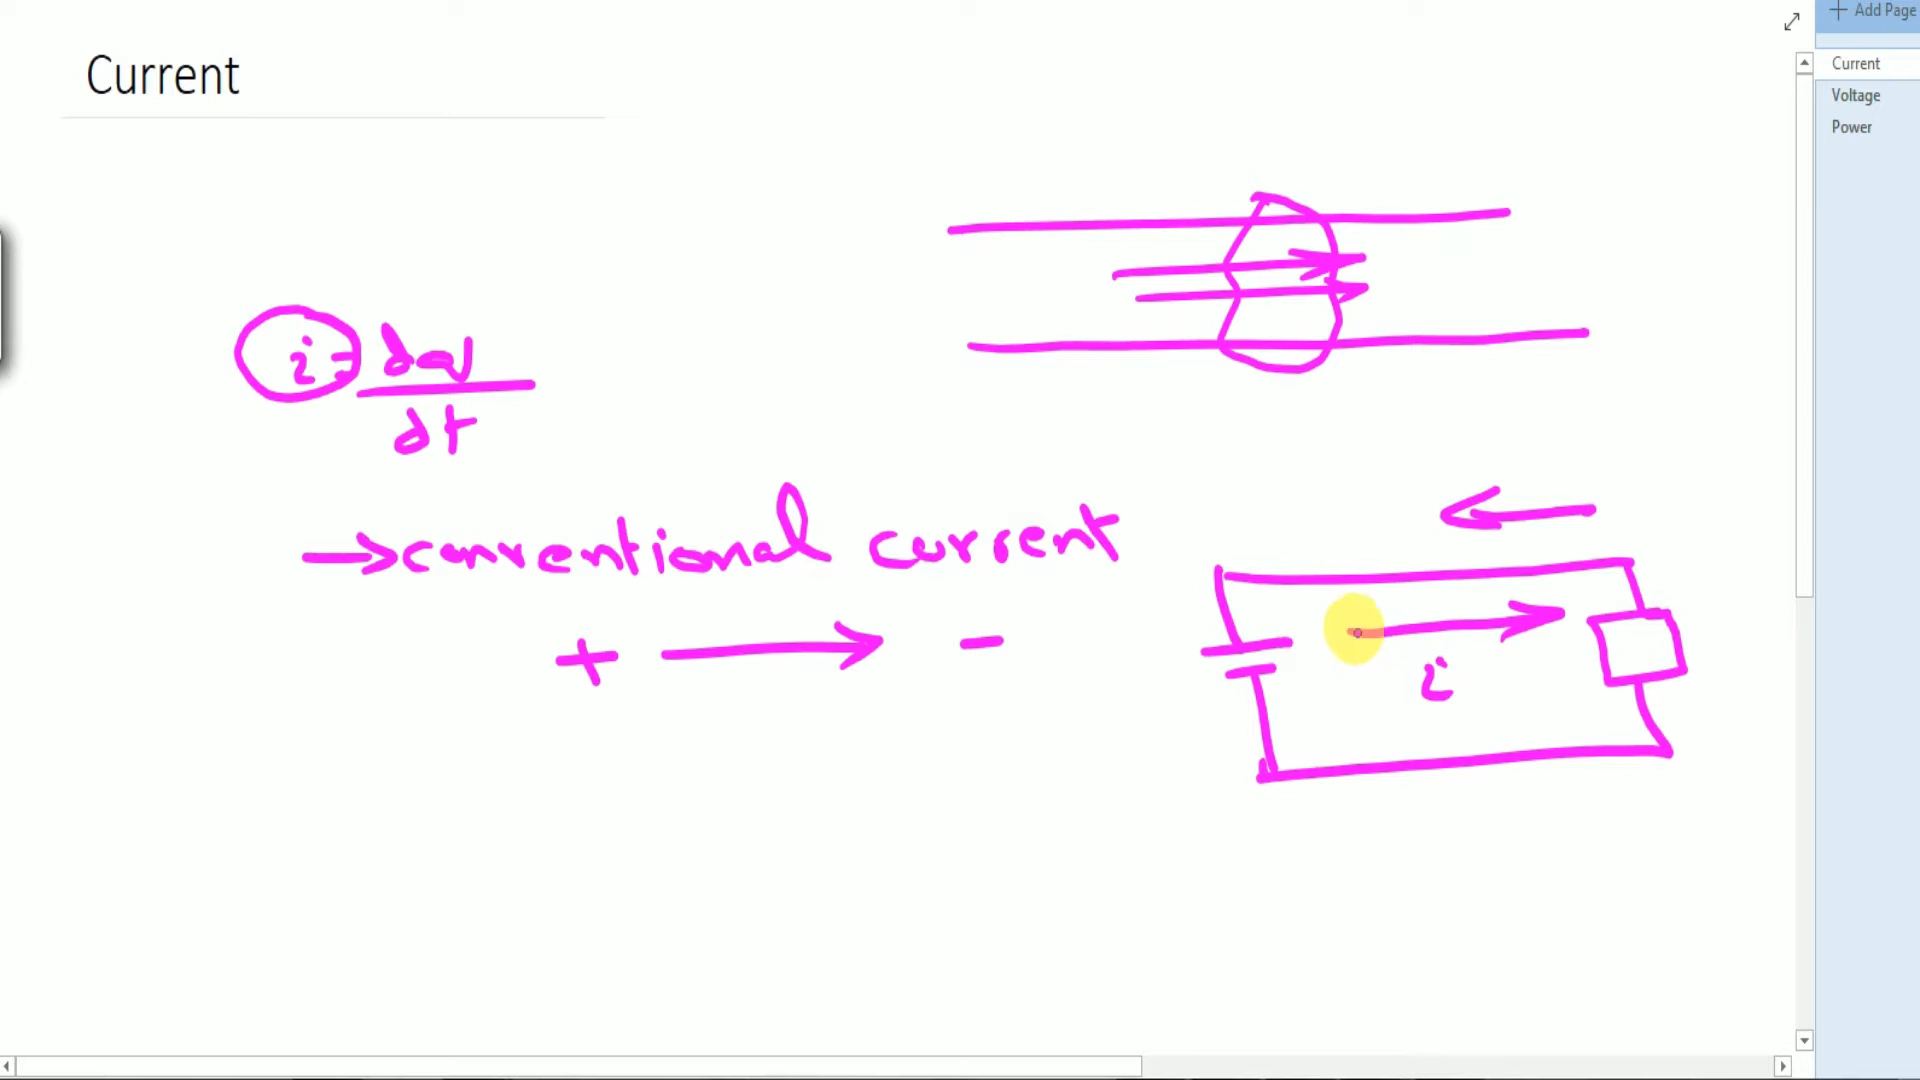 Current
i = dq
dt
→conventional current
+ → -
i
Add Page
Current
Voltage
Power